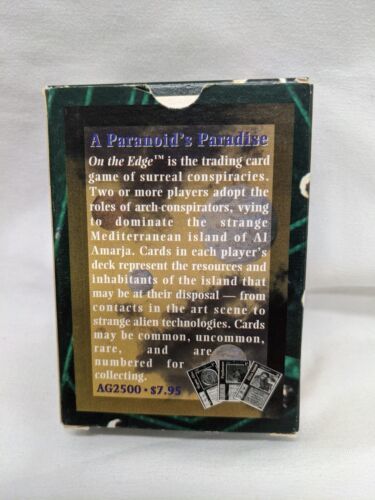 A Paranoid's Paradise
On the Edge™ is the trading card
game of surreal conspiracies.
Two or more players adopt the
roles of arch-conspirators, vying
to dominate the strange
Mediterranean island of Al
Amarja. Cards in each player's
deck represent the resources and
inhabitants of the island that
may be at their disposal — from
contacts in the art scene to
strange alien technologies. Cards
may be common, uncommon,
rare, and are
numbered for
collecting.
AG2500 • $7.95